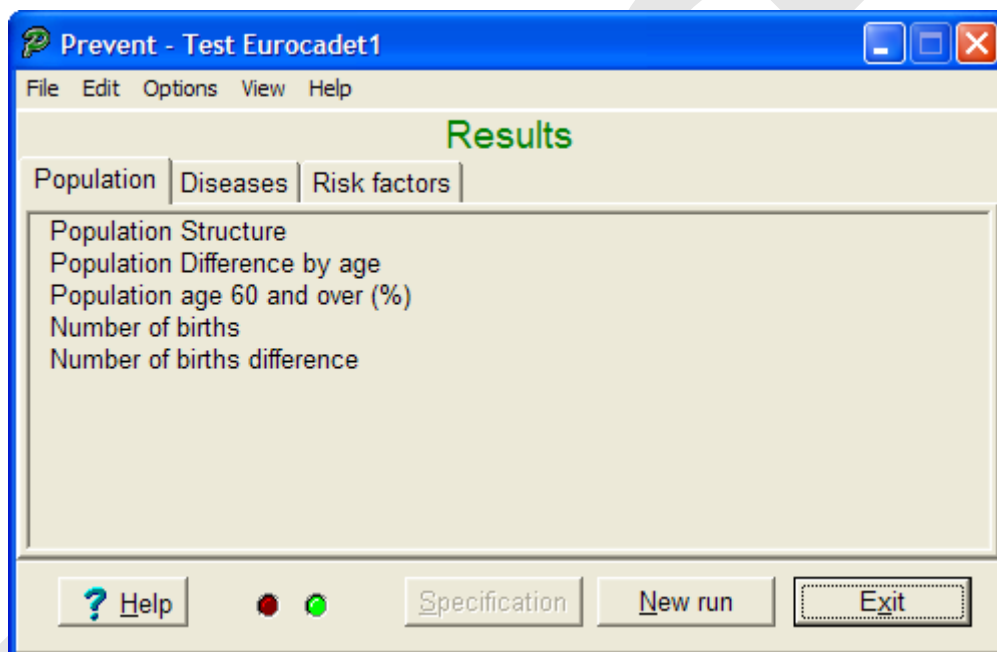 Prevent - Test Eurocadet1
File Edit Options View Help
Results
Population Diseases Risk factors
Population Structure
Population Difference by age
Population age 60 and over (%)
Number of births
Number of births difference
? Help Specification New run Exit